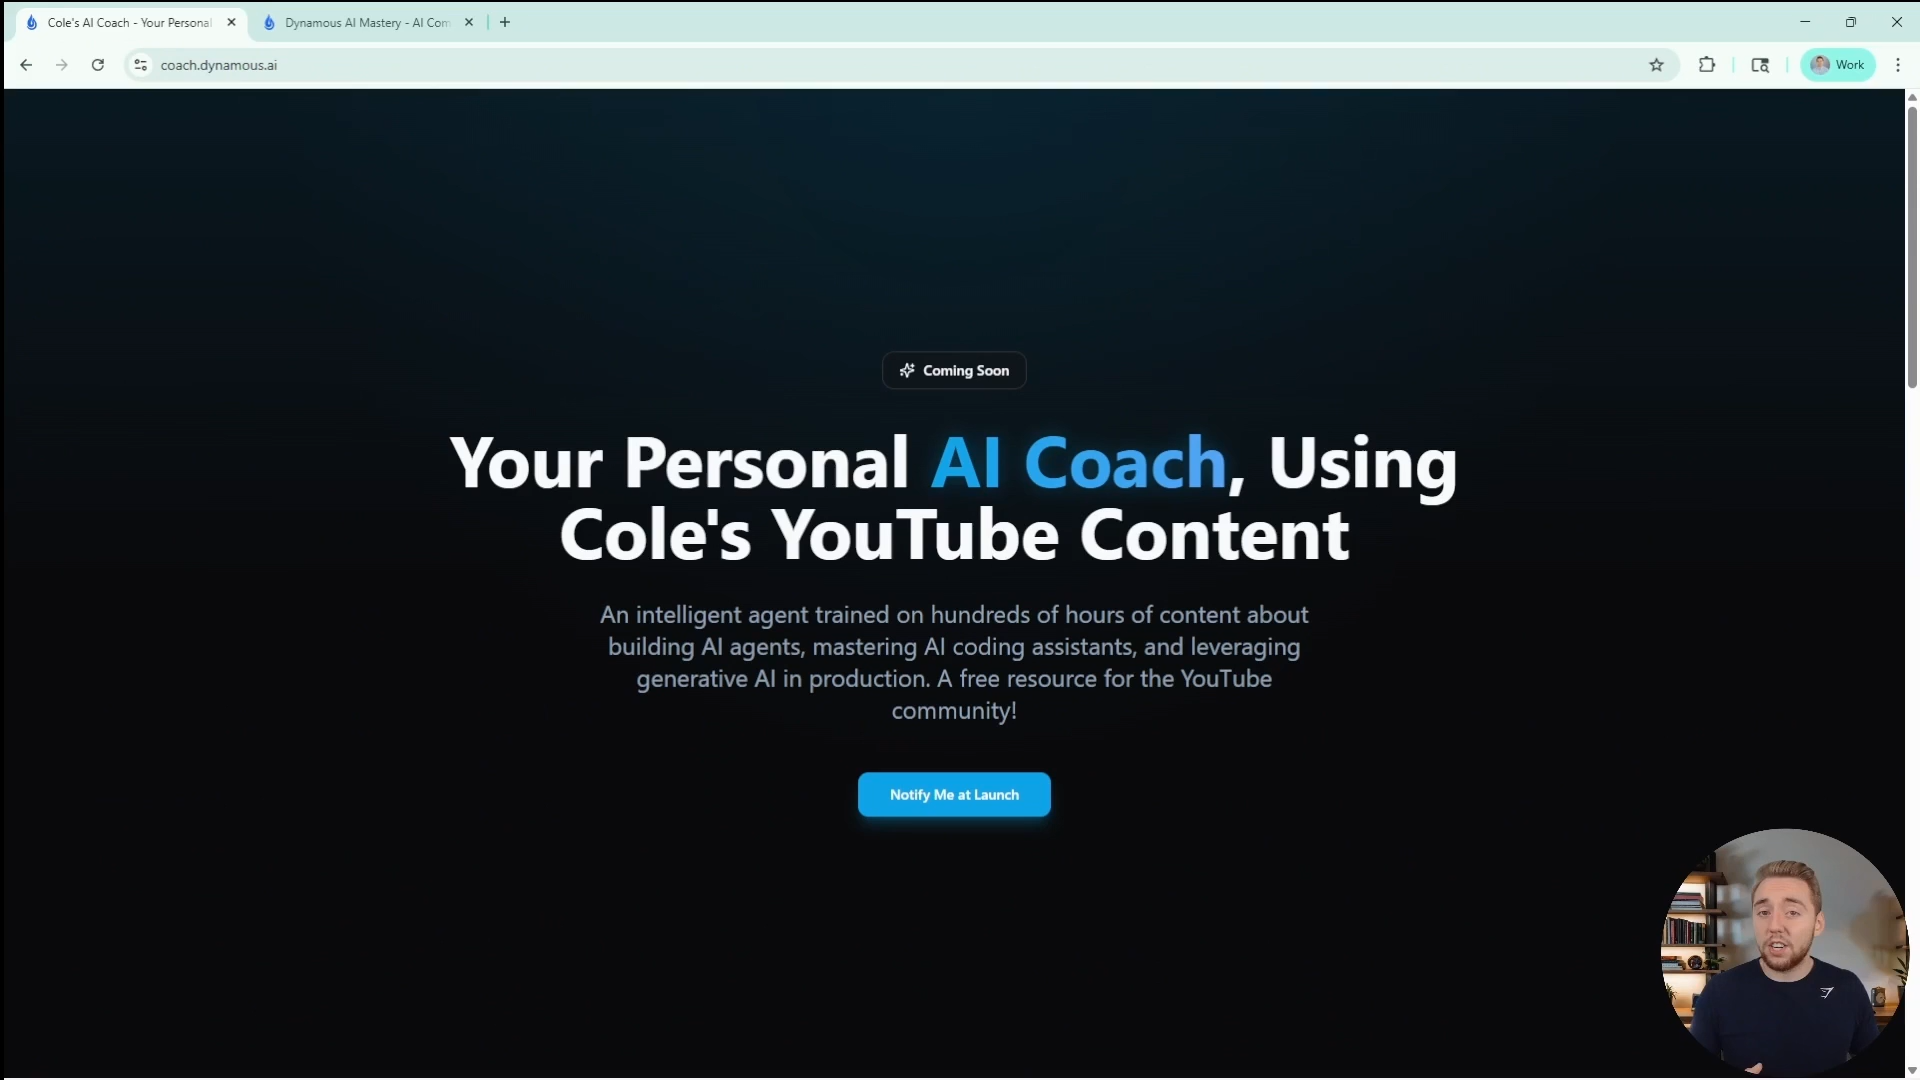 Cole's AI Coach - Your Personal
Dynamous AI Mastery - AI Com
coach.dynamous.ai
Work
Coming Soon
Your Personal AI Coach, Using
Cole's YouTube Content
An intelligent agent trained on hundreds of hours of content about
building AI agents, mastering AI coding assistants, and leveraging
generative AI in production. A free resource for the YouTube
community!
Notify Me at Launch